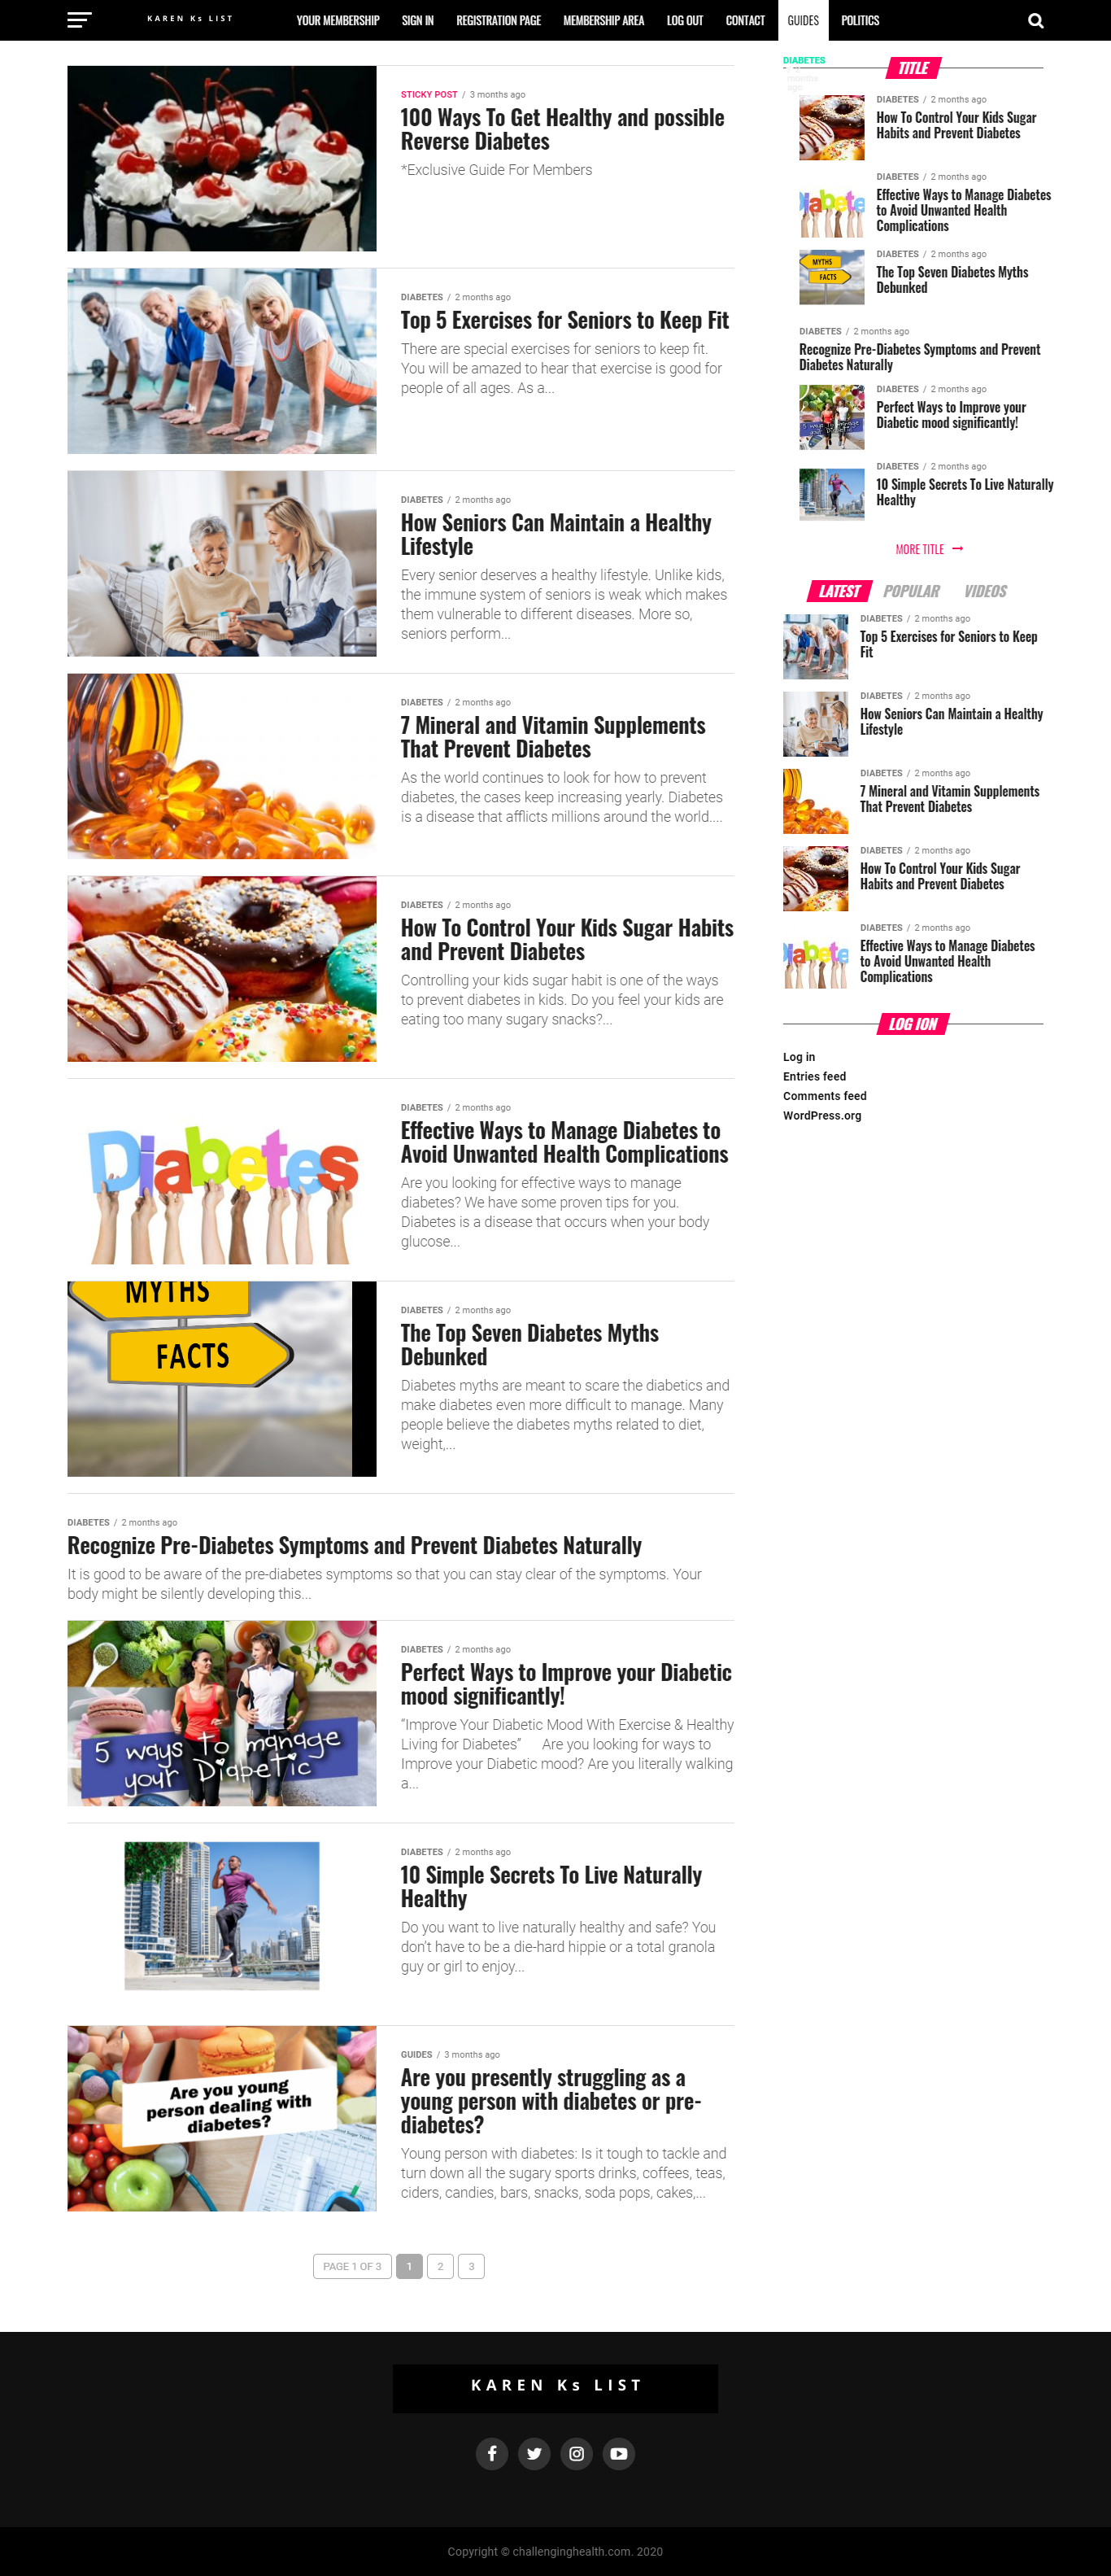 KAREN Ks LIST
YOUR MEMBERSHIP
SIGN IN
REGISTRATION PAGE
MEMBERSHIP AREA
LOG OUT
CONTACT
GUIDES
POLITICS
STICKY POST / 3 months ago
100 Ways To Get Healthy and possible
Reverse Diabetes
*Exclusive Guide For Members
DIABETES / 2 months ago
Top 5 Exercises for Seniors to Keep Fit
There are special exercises for seniors to keep fit.
You will be amazed to hear that exercise is good for
people of all ages. As a...
DIABETES / 2 months ago
How Seniors Can Maintain a Healthy
Lifestyle
Every senior deserves a healthy lifestyle. Unlike kids,
the immune system of seniors is weak which makes
them vulnerable to different diseases. More so,
seniors perform...
DIABETES / 2 months ago
7 Mineral and Vitamin Supplements
That Prevent Diabetes
As the world continues to look for how to prevent
diabetes, the cases keep increasing yearly. Diabetes
is a disease that afflicts millions around the world....
DIABETES / 2 months ago
How To Control Your Kids Sugar Habits
and Prevent Diabetes
Controlling your kids sugar habit is one of the ways
to prevent diabetes in kids. Do you feel your kids are
eating too many sugary snacks?...
Diabetes
DIABETES / 2 months ago
Effective Ways to Manage Diabetes to
Avoid Unwanted Health Complications
Are you looking for effective ways to manage
diabetes? We have some proven tips for you.
Diabetes is a disease that occurs when your body
glucose...
MYTHS
FACTS
DIABETES / 2 months ago
The Top Seven Diabetes Myths
Debunked
Diabetes myths are meant to scare the diabetics and
make diabetes even more difficult to manage. Many
people believe the diabetes myths related to diet,
weight,...
DIABETES / 2 months ago
Recognize Pre-Diabetes Symptoms and Prevent Diabetes Naturally
It is good to be aware of the pre-diabetes symptoms so that you can stay clear of the symptoms. Your
body might be silently developing this...
5 ways to manage
your Diabetic
DIABETES / 2 months ago
Perfect Ways to Improve your Diabetic
mood significantly!
“Improve Your Diabetic Mood With Exercise & Healthy
Living for Diabetes” Are you looking for ways to
Improve your Diabetic mood? Are you literally walking
a...
DIABETES / 2 months ago
10 Simple Secrets To Live Naturally
Healthy
Do you want to live naturally healthy and safe? You
don’t have to be a die-hard hippie or a total granola
guy or girl to enjoy...
Are you young
person dealing with
diabetes?
GUIDES / 3 months ago
Are you presently struggling as a
young person with diabetes or pre-
diabetes?
Young person with diabetes: Is it tough to tackle and
turn down all the sugary sports drinks, coffees, teas,
ciders, candies, bars, snacks, soda pops, cakes,...
PAGE 1 OF 3
1
2
3
DIABETES
months
ago
TITLE
DIABETES / 2 months ago
How To Control Your Kids Sugar
Habits and Prevent Diabetes
Diabetes
DIABETES / 2 months ago
Effective Ways to Manage Diabetes
to Avoid Unwanted Health
Complications
MYTHS
FACTS
DIABETES / 2 months ago
The Top Seven Diabetes Myths
Debunked
DIABETES / 2 months ago
Recognize Pre-Diabetes Symptoms and Prevent
Diabetes Naturally
5 ways to manage
DIABETES / 2 months ago
Perfect Ways to Improve your
Diabetic mood significantly!
DIABETES / 2 months ago
10 Simple Secrets To Live Naturally
Healthy
MORE TITLE
LATEST
POPULAR
VIDEOS
DIABETES / 2 months ago
Top 5 Exercises for Seniors to Keep
Fit
DIABETES / 2 months ago
How Seniors Can Maintain a Healthy
Lifestyle
DIABETES / 2 months ago
7 Mineral and Vitamin Supplements
That Prevent Diabetes
DIABETES / 2 months ago
How To Control Your Kids Sugar
Habits and Prevent Diabetes
Diabetes
DIABETES / 2 months ago
Effective Ways to Manage Diabetes
to Avoid Unwanted Health
Complications
LOG ION
Log in
Entries feed
Comments feed
WordPress.org
KAREN Ks LIST
Copyright © challenginghealth.com. 2020